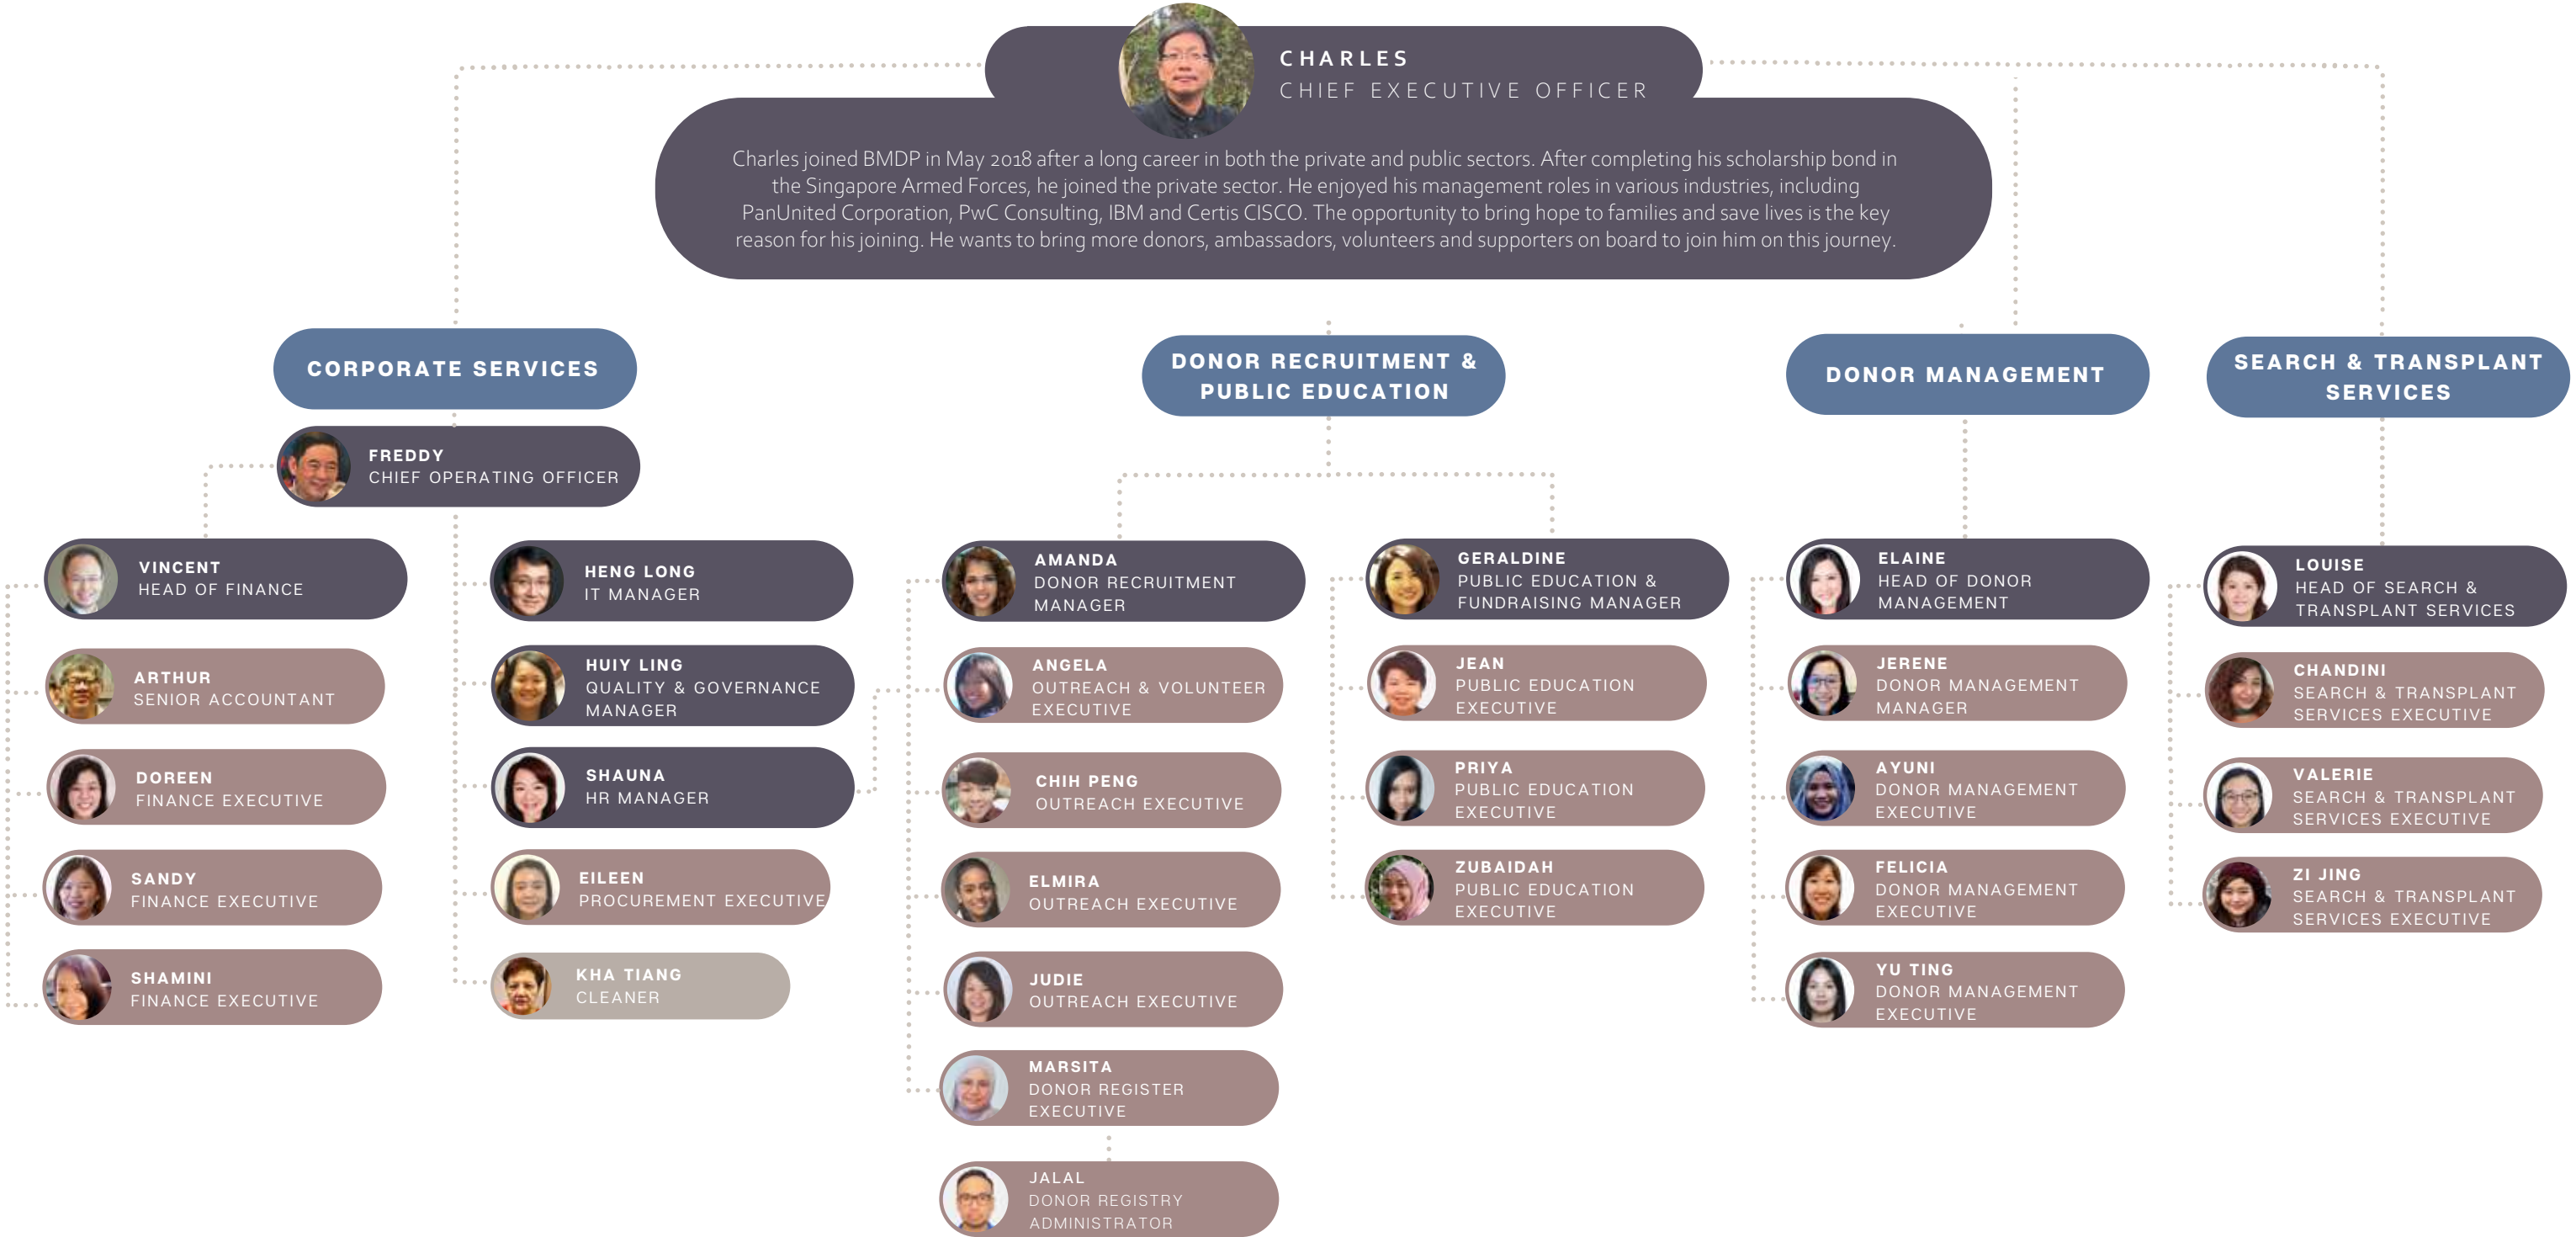 CHARLES
CHIEF EXECUTIVE OFFICER
Charles joined BMDP in May 2018 after a long career in both the private and public sectors. After completing his scholarship bond in
the Singapore Armed Forces, he joined the private sector. He enjoyed his management roles in various industries, including
PanUnited Corporation, PwC Consulting, IBM and Certis CISCO. The opportunity to bring hope to families and save lives is the key
reason for his joining. He wants to bring more donors, ambassadors, volunteers and supporters on board to join him on this journey.
CORPORATE SERVICES
FREDDY
CHIEF OPERATING OFFICER
VINCENT
HEAD OF FINANCE
ARTHUR
SENIOR ACCOUNTANT
DOREEN
FINANCE EXECUTIVE
SANDY
FINANCE EXECUTIVE
SHAMINI
FINANCE EXECUTIVE
HENG LONG
IT MANAGER
HUIY LING
QUALITY & GOVERNANCE
MANAGER
SHAUNA
HR MANAGER
EILEEN
PROCUREMENT EXECUTIVE
KHA TIANG
CLEANER
DONOR RECRUITMENT &
PUBLIC EDUCATION
AMANDA
DONOR RECRUITMENT
MANAGER
ANGELA
OUTREACH & VOLUNTEER
EXECUTIVE
CHIH PENG
OUTREACH EXECUTIVE
ELMIRA
OUTREACH EXECUTIVE
JUDIE
OUTREACH EXECUTIVE
MARSITA
DONOR REGISTER
EXECUTIVE
JALAL
DONOR REGISTRY
ADMINISTRATOR
GERALDINE
PUBLIC EDUCATION &
FUNDRAISING MANAGER
JEAN
PUBLIC EDUCATION
EXECUTIVE
PRIYA
PUBLIC EDUCATION
EXECUTIVE
ZUBAIDAH
PUBLIC EDUCATION
EXECUTIVE
DONOR MANAGEMENT
ELAINE
HEAD OF DONOR
MANAGEMENT
JERENE
DONOR MANAGEMENT
MANAGER
AYUNI
DONOR MANAGEMENT
EXECUTIVE
FELICIA
DONOR MANAGEMENT
EXECUTIVE
YU TING
DONOR MANAGEMENT
EXECUTIVE
SEARCH & TRANSPLANT
SERVICES
LOUISE
HEAD OF SEARCH &
TRANSPLANT SERVICES
CHANDINI
SEARCH & TRANSPLANT
SERVICES EXECUTIVE
VALERIE
SEARCH & TRANSPLANT
SERVICES EXECUTIVE
ZI JING
SEARCH & TRANSPLANT
SERVICES EXECUTIVE